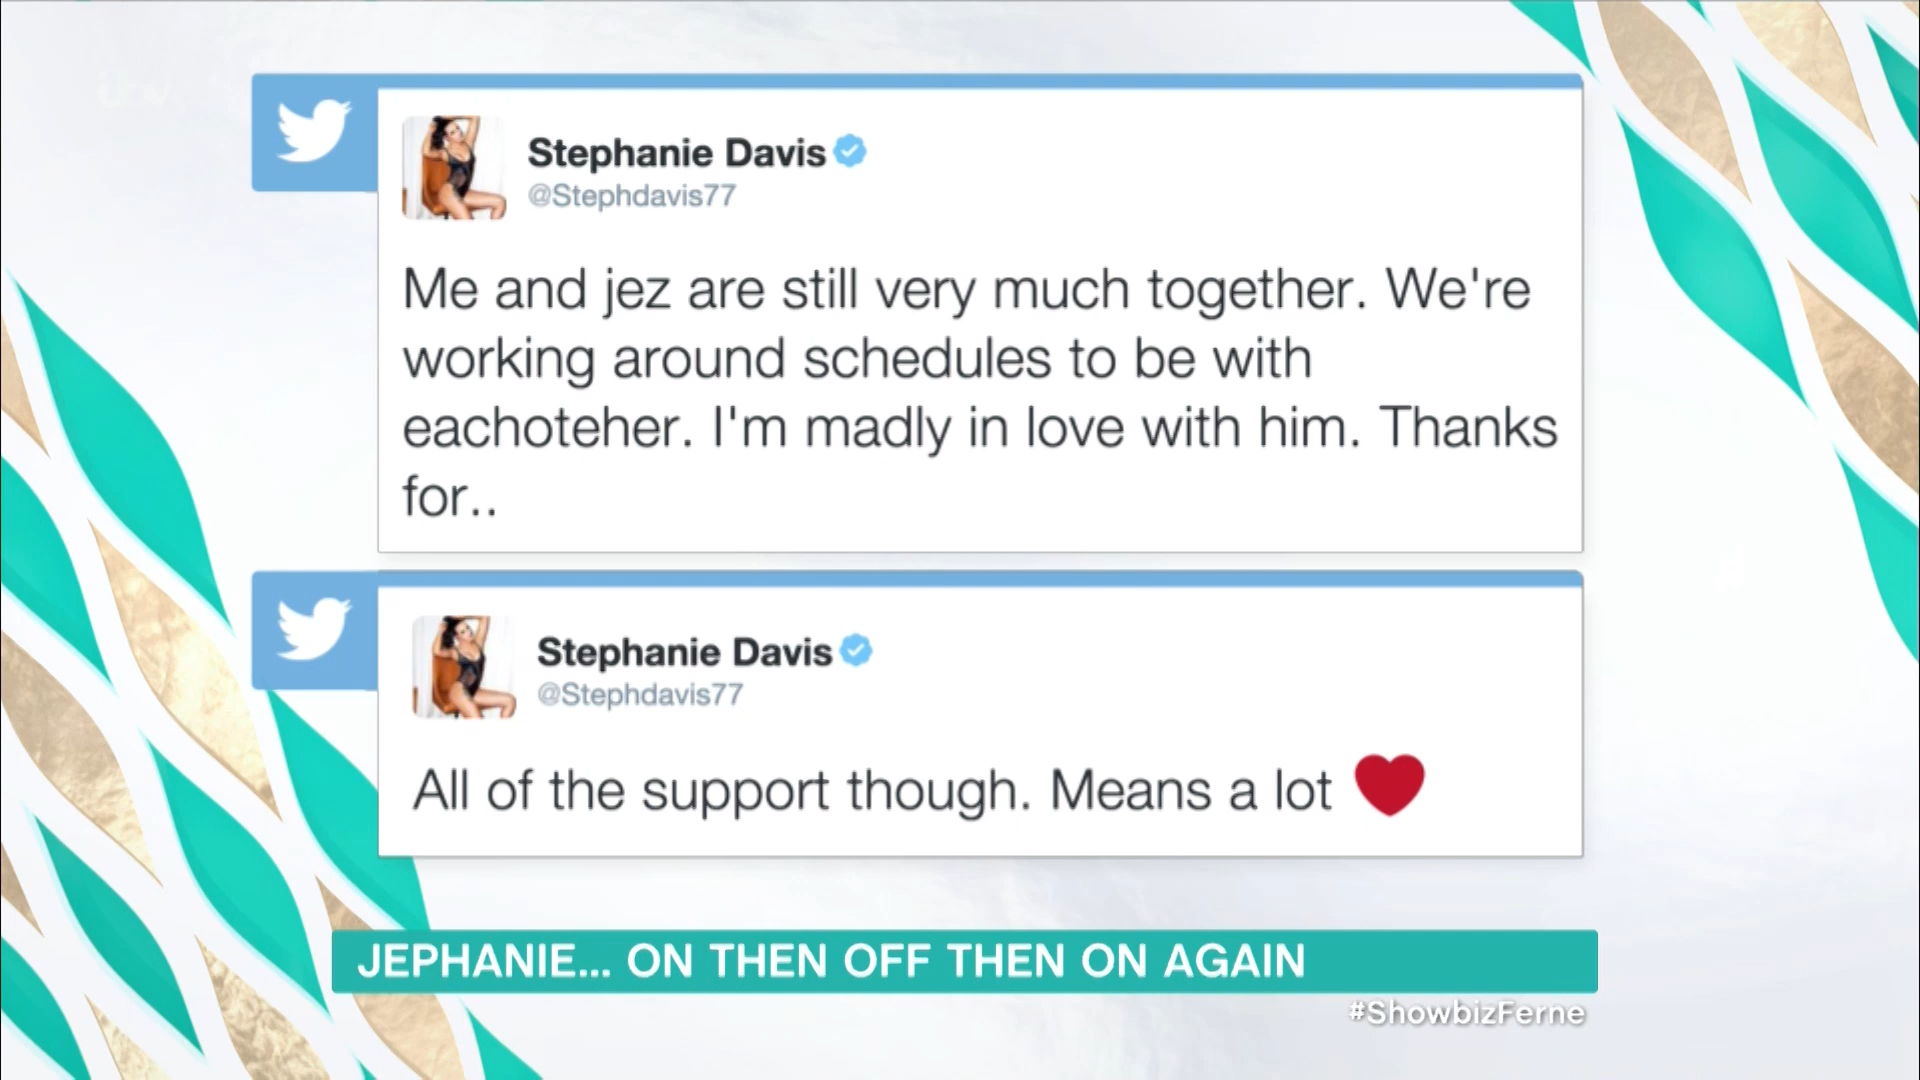 itv
Stephanie Davis
@Stephdavis77
Me and jez are still very much together. We're
working around schedules to be with
eachoteher. I'm madly in love with him. Thanks
for..
Stephanie Davis
@Stephdavis77
All of the support though. Means a lot ❤️
JEPHANIE... ON THEN OFF THEN ON AGAIN
#ShowbizFerne